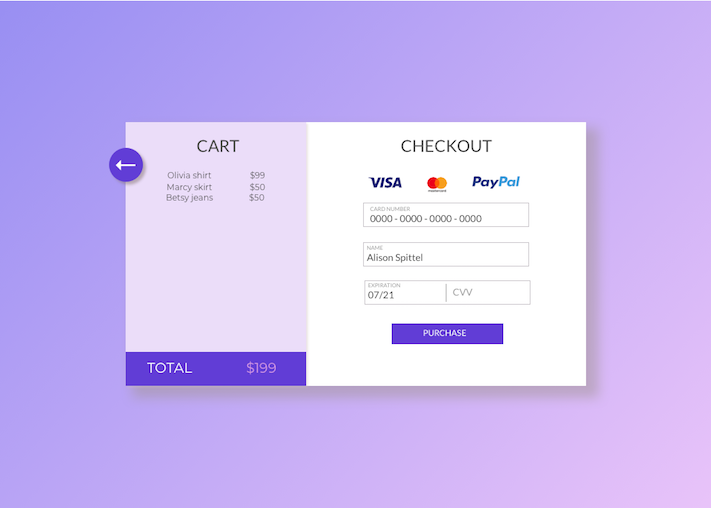 CART
Olivia shirt $99
Marcy skirt $50
Betsy jeans $50
TOTAL $199
CHECKOUT
VISA mastercard PayPal
CARD NUMBER
0000 - 0000 - 0000 - 0000
NAME
Alison Spittel
EXPIRATION
07/21 CVV
PURCHASE